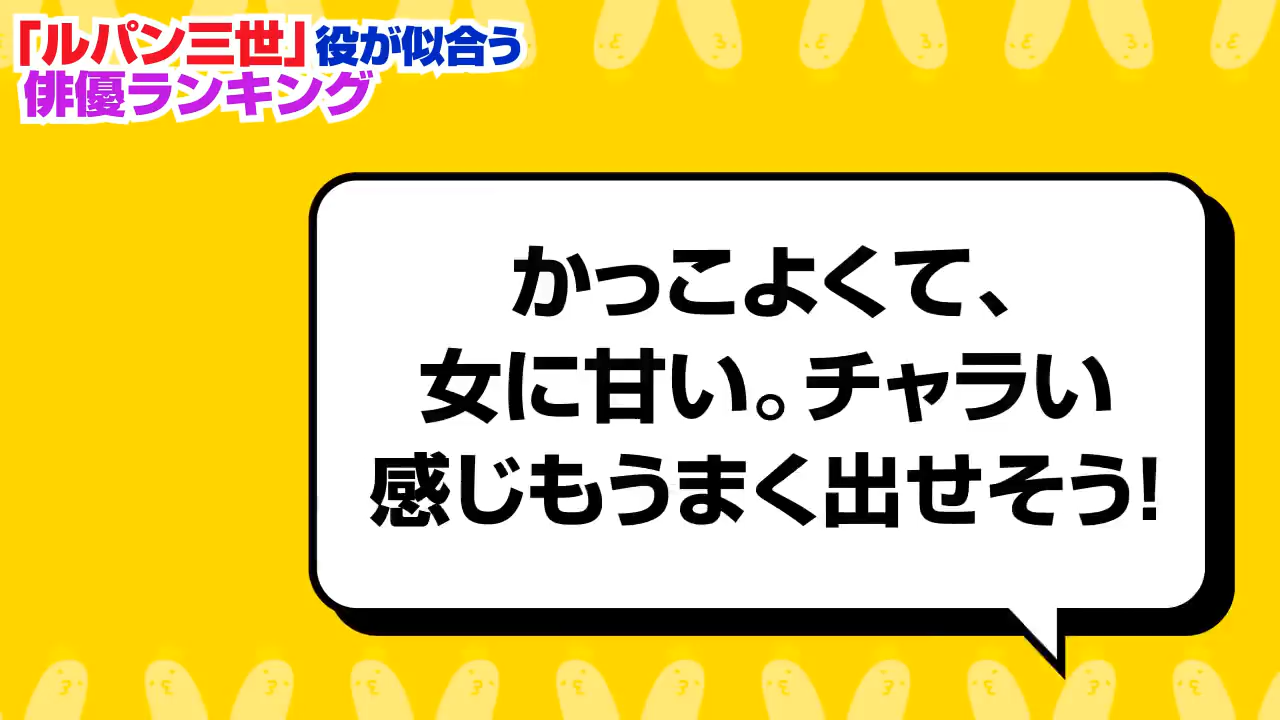 「ルパン三世」役が似合う
俳優ランキング
かっこよくて、
女に甘い。チャラい
感じもうまく出せそう!